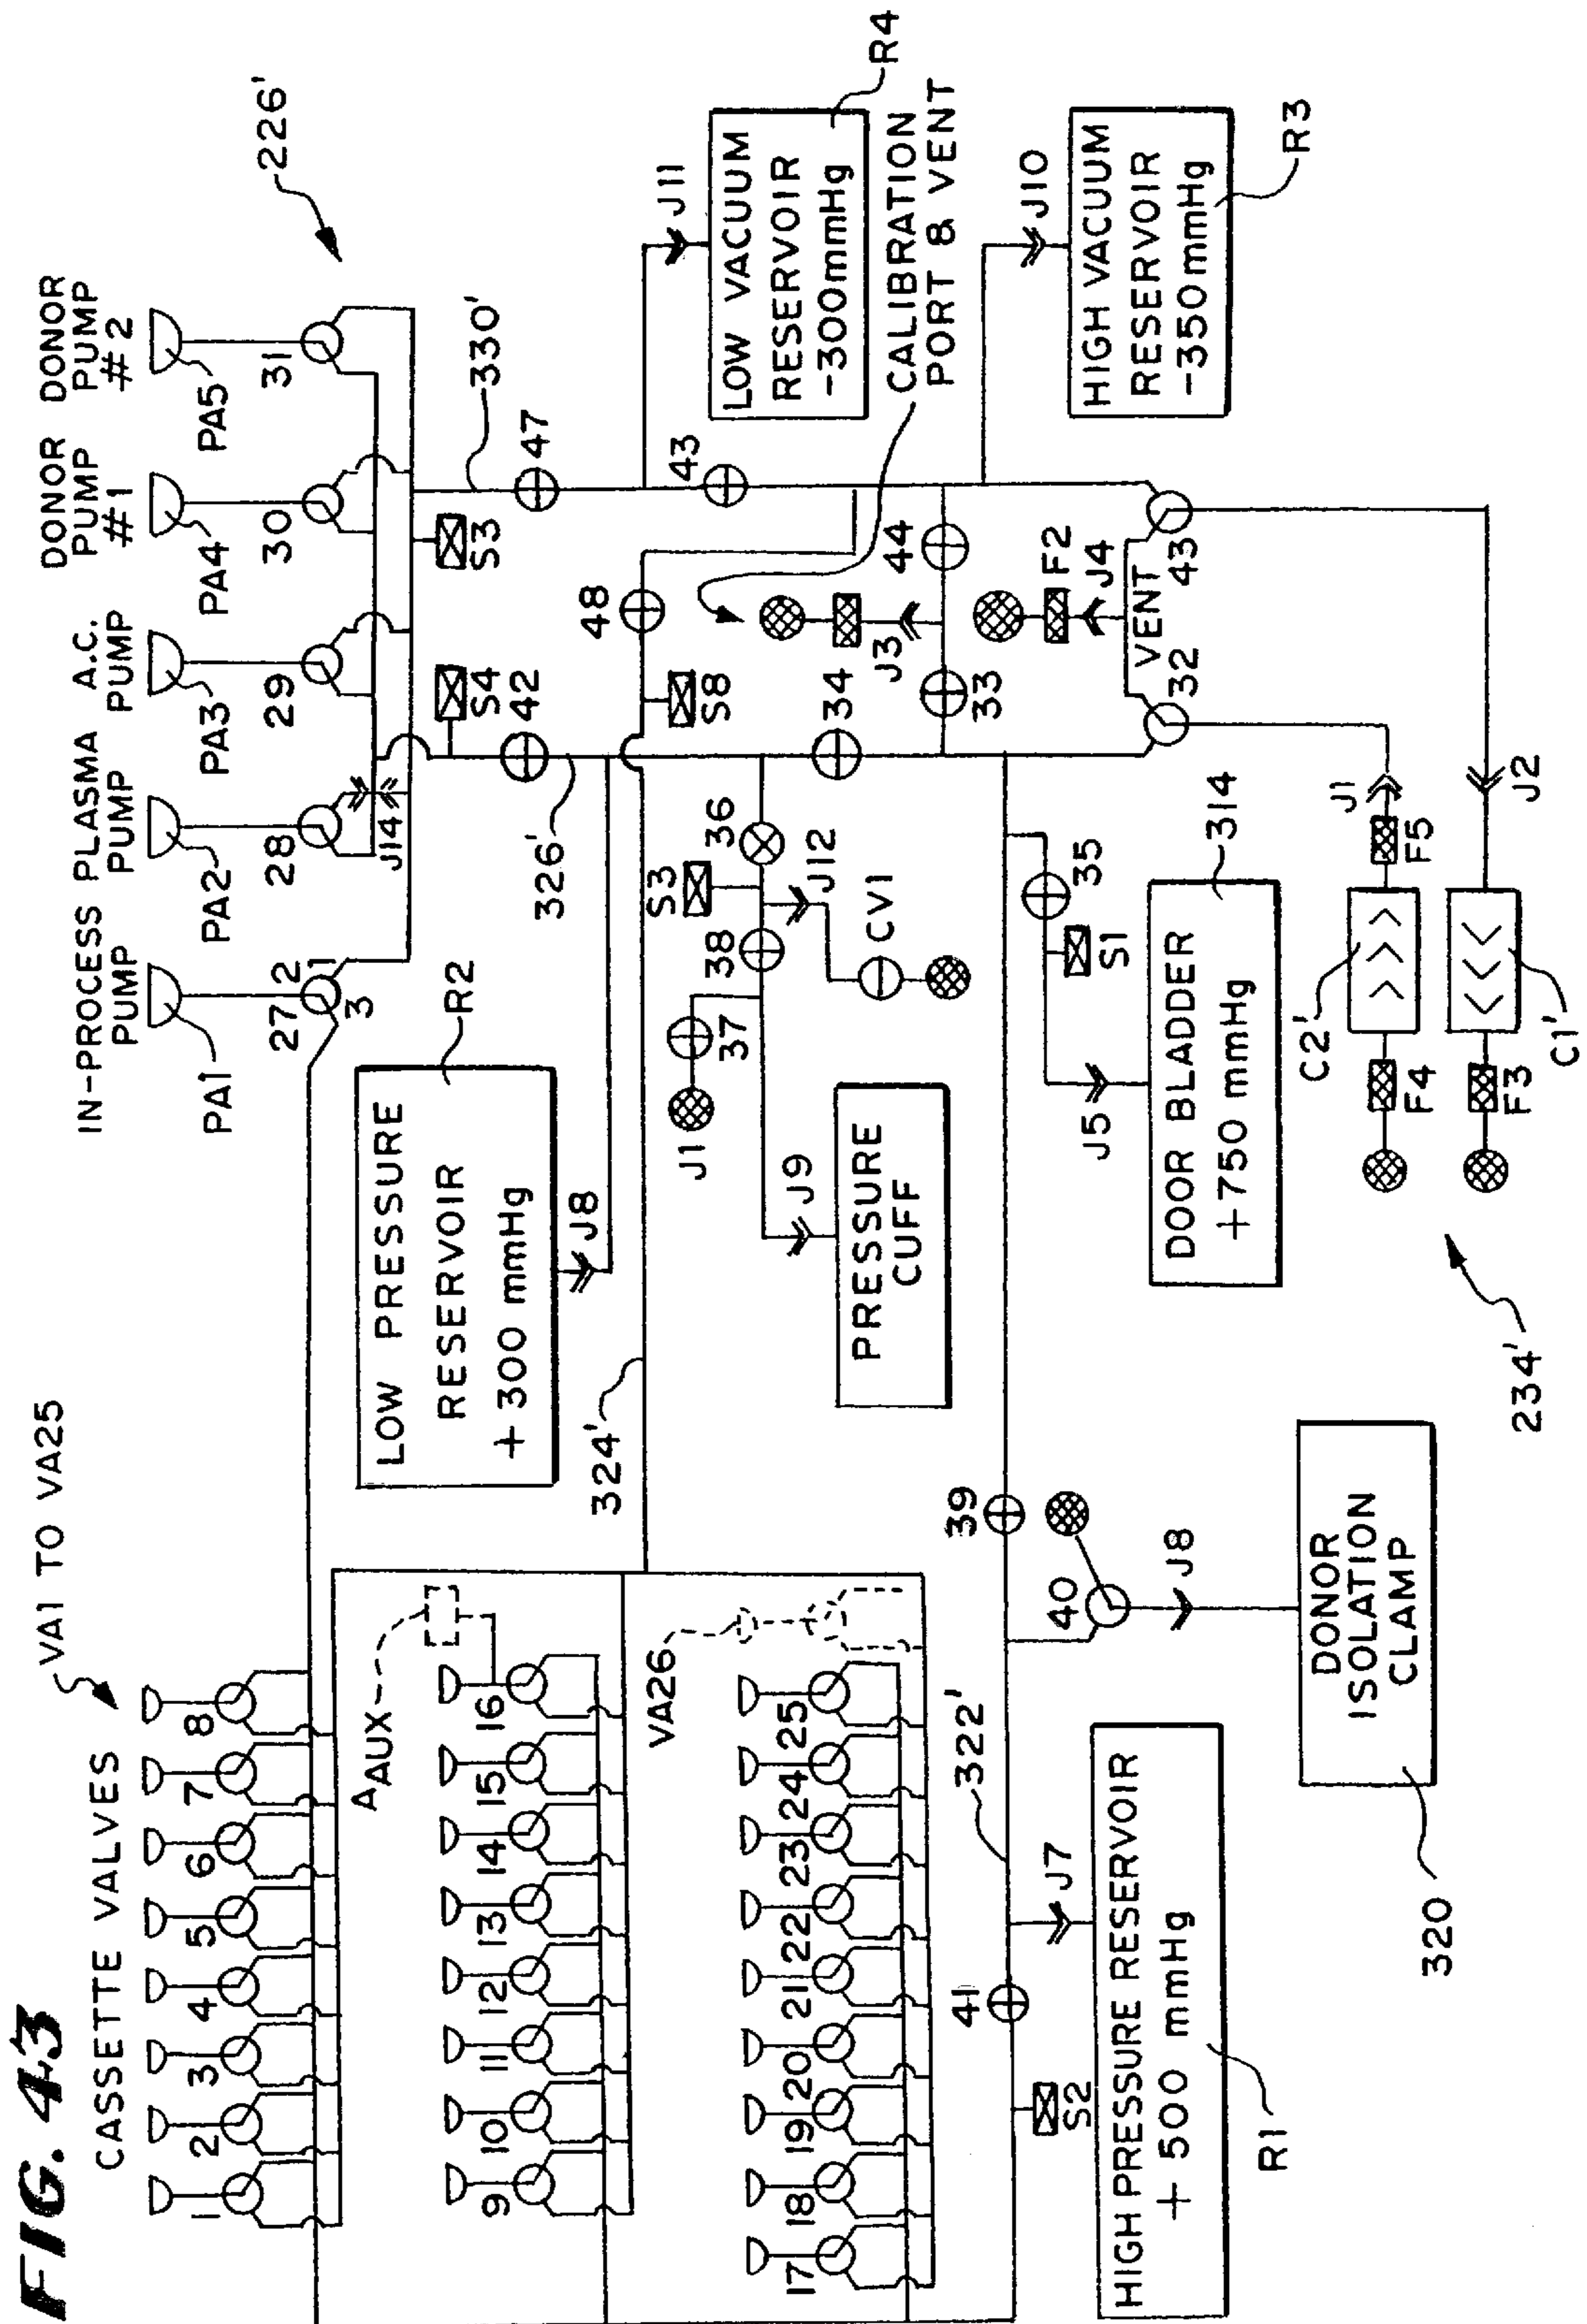 FIG. 43
CASSETTE VALVES
VA1 TO VA25
1
2
3
4
5
6
7
8
AAUX
9
10
11
12
13
14
15
16
VA26
17
18
19
20
21
22
23
24
25
IN-PROCESS
PUMP
PLASMA
PUMP
A.C.
PUMP
DONOR
PUMP
#1
DONOR
PUMP
#2
PA1
PA2
PA3
PA4
PA5
27
2
1
3
28
29
30
31
J14
226'
LOW PRESSURE
RESERVOIR
+300 mmHg
R2
J8
326'
S4
42
S3
330'
47
324'
48
S8
43
J11
LOW VACUUM
RESERVOIR
-300mmHg
R4
CALIBRATION
PORT & VENT
J1
37
38
S3
36
J12
CV1
34
J3
33
44
J9
PRESSURE
CUFF
F2
J4
VENT
32
43
J10
HIGH VACUUM
RESERVOIR
-350mmHg
R3
41
S2
J7
322'
39
40
J8
35
S1
J5
HIGH PRESSURE RESERVOIR
+500 mmHg
R1
DONOR
ISOLATION
CLAMP
320
DOOR BLADDER
+750 mmHg
314
J1
F5
C2'
F4
J2
C1'
F3
234'